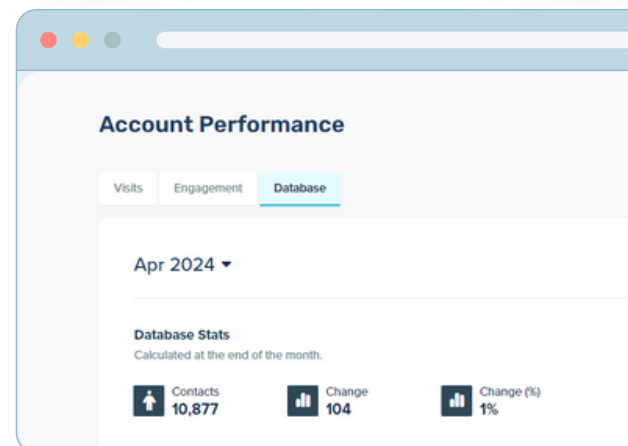 Account Performance
Visits Engagement Database
Apr 2024
Database Stats
Calculated at the end of the month.
Contacts Change Change (%)
10,877 104 1%